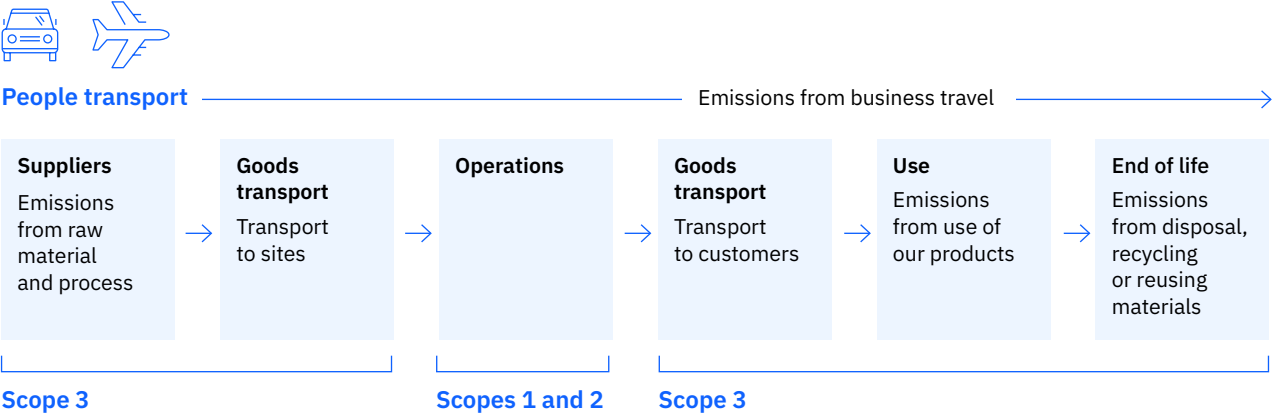 People transport
Emissions from business travel
Suppliers
Emissions
from raw
material
and process
Goods
transport
Transport
to sites
Operations
Goods
transport
Transport
to customers
Use
Emissions
from use of
our products
End of life
Emissions
from disposal,
recycling
or reusing
materials
Scope 3
Scopes 1 and 2
Scope 3